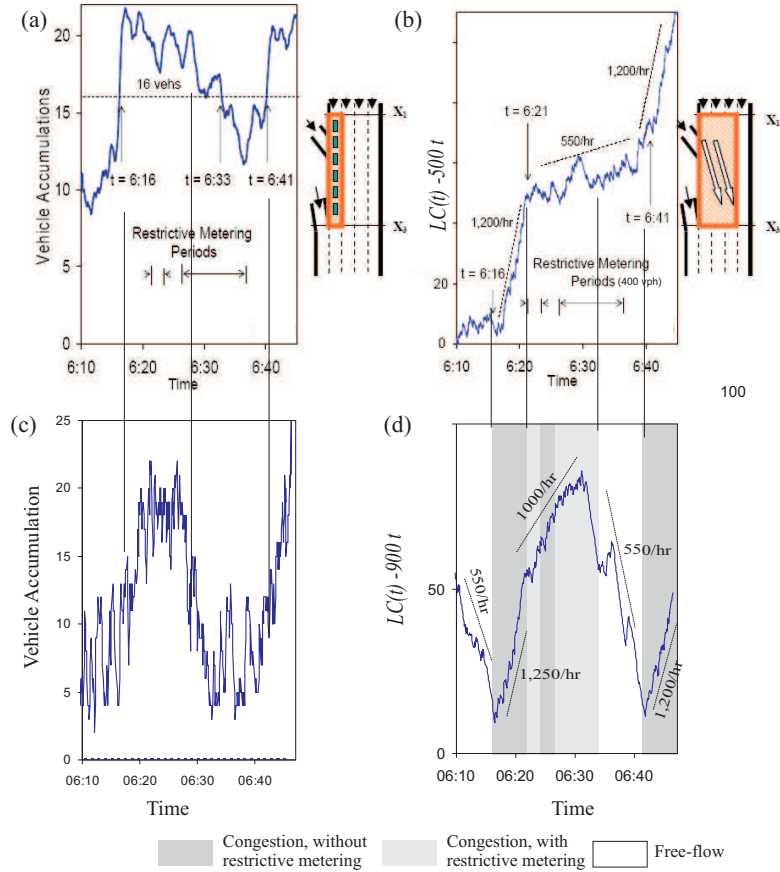 (a)
Vehicle Accumulations
20
15
10
5
0
16 vehs
t = 6:16
t = 6:33
t = 6:41
Restrictive Metering
Periods
6:10
6:20
6:30
6:40
Time
X₁
X₃
(b)
LC(t) -500 t
50
20
0
1,200/hr
t = 6:21
550/hr
1,200/hr
t = 6:41
t = 6:16
Restrictive Metering
Periods (400 vph)
6:10
6:20
6:30
6:40
Time
X₁
X₃
100
(c)
Vehicle Accumulation
25
20
15
10
5
0
06:10
06:20
06:30
06:40
Time
(d)
LC(t) -900 t
50
0
550/hr
1000/hr
1,250/hr
550/hr
1,200/hr
06:10
06:20
06:30
06:40
Time
Congestion, without
restrictive metering
Congestion, with
restrictive metering
Free-flow